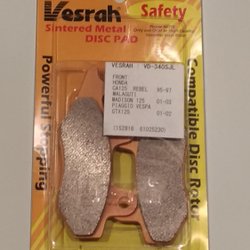 Vesrah
Safety
Sintered Metal
DISC PAD
VESRAH VD-340SJL
FRONT
HONDA
CA125 REBEL 95-97
MALAGUTI
MADISON 125 01-02
PIAGGIO VESPA
GTX125 01-02
Powerful Stopping
Compatible Disc Rotor